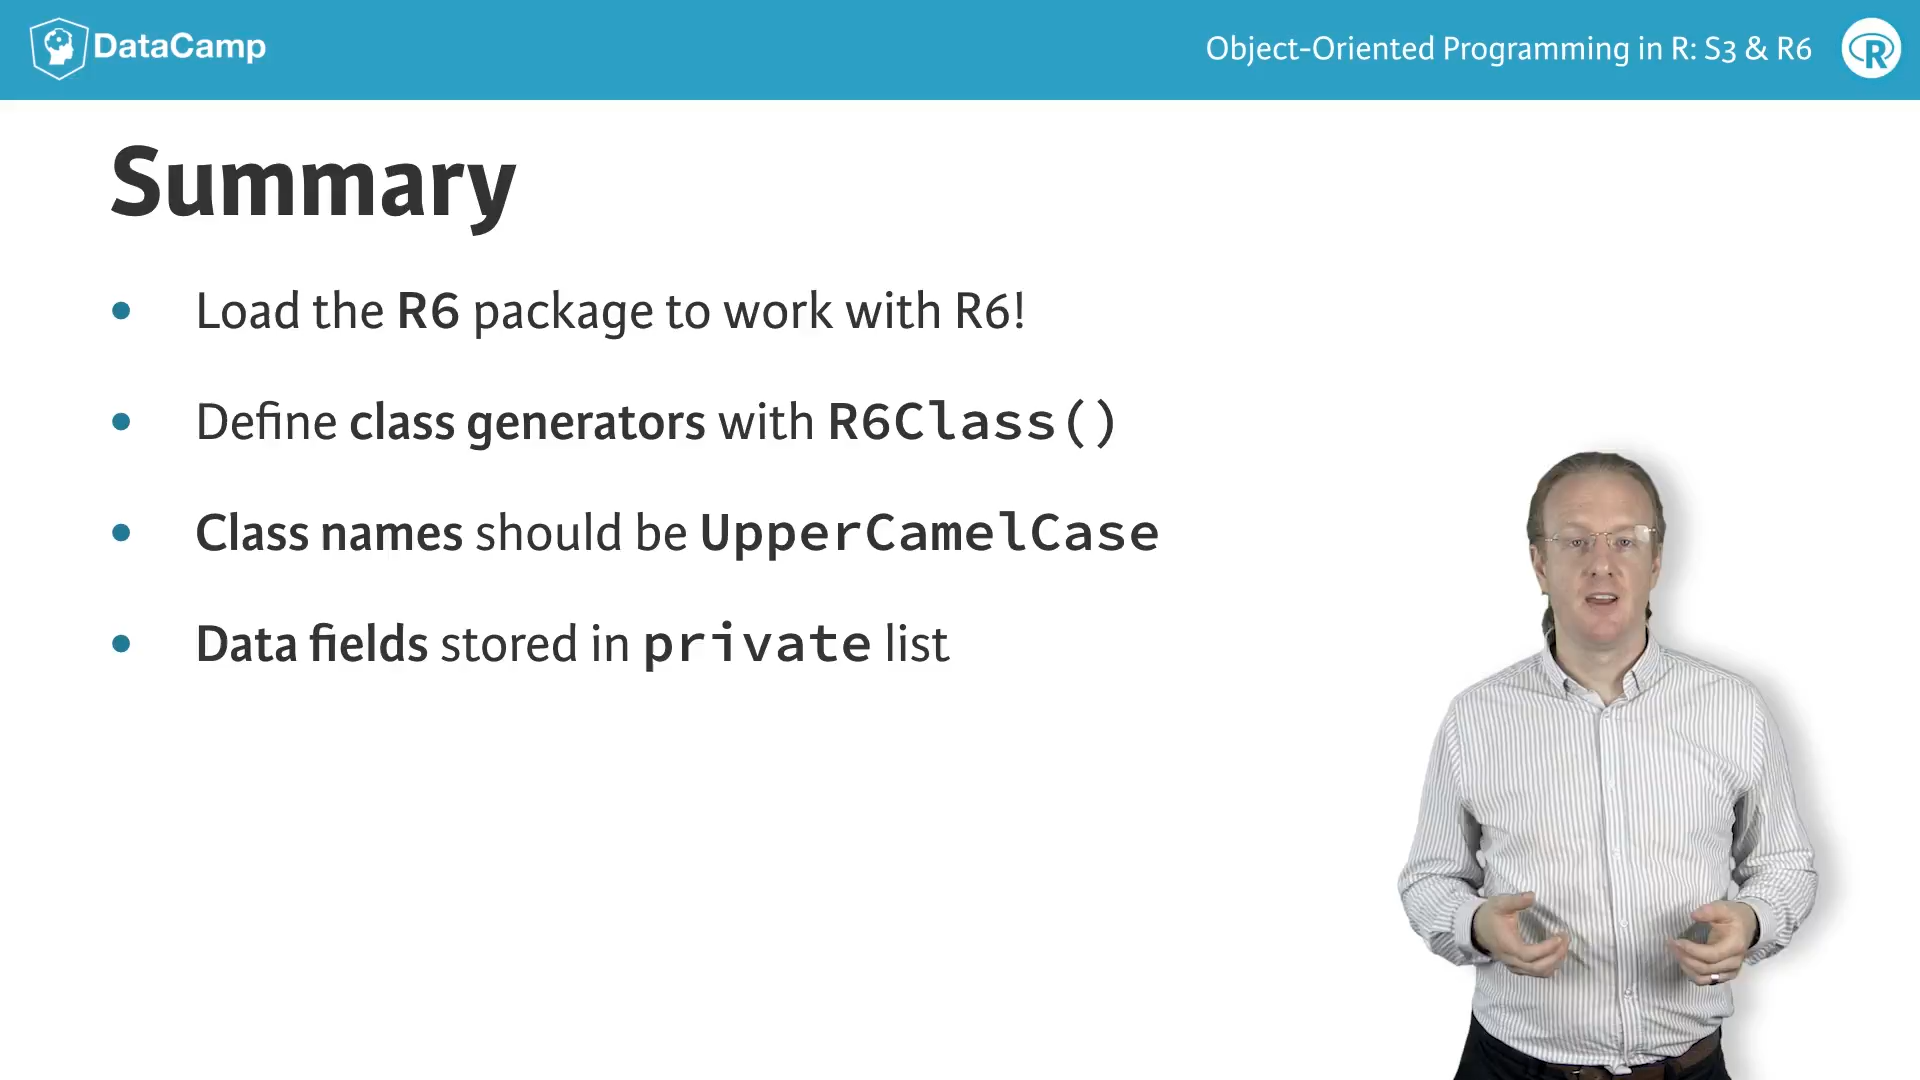 DataCamp
Object-Oriented Programming in R: S3 & R6
R
Summary
• Load the R6 package to work with R6!
• Define class generators with R6Class()
• Class names should be UpperCamelCase
• Data fields stored in private list